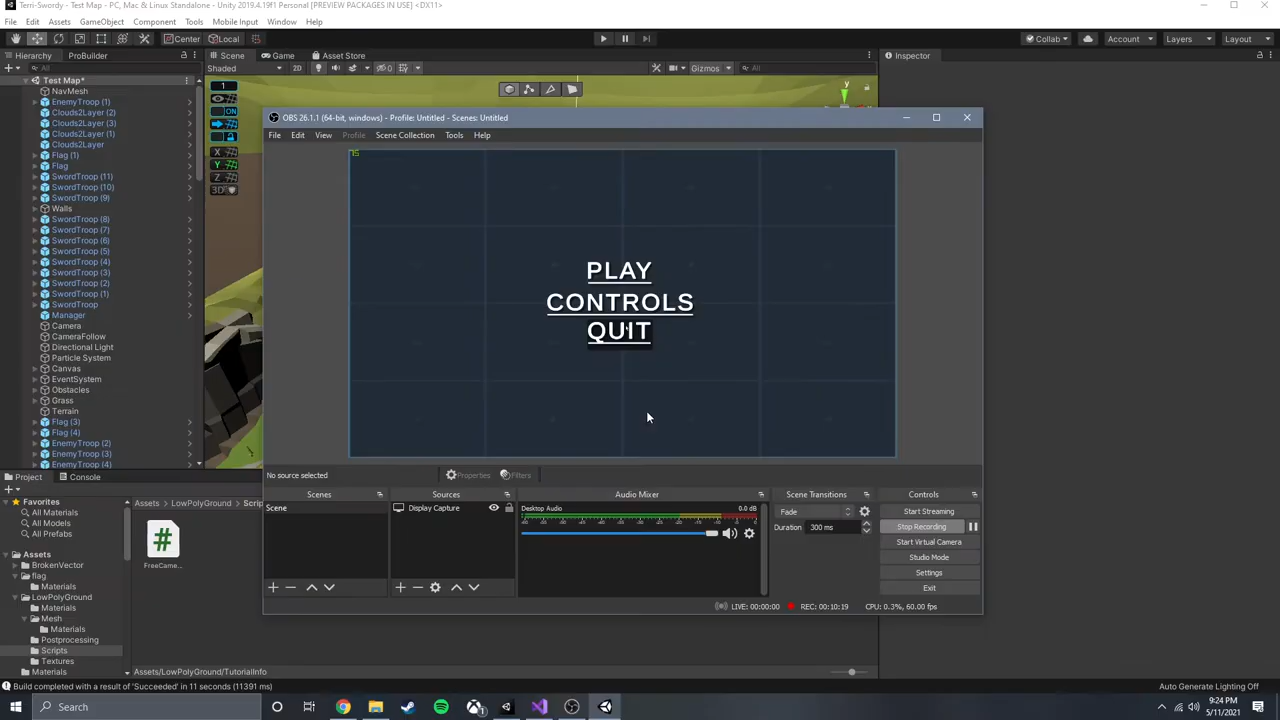 Terri-Swordy - Test Map - PC, Mac & Linux Standalone - Unity 2019.4.19f1 Personal [PREVIEW PACKAGES IN USE] <DX11>
File Edit Assets GameObject Component Tools Mobile Input Window Help
Center Local Collab Account Layers Layout
Hierarchy ProBuilder Scene Game Asset Store Inspector
All Shaded 2D 0 Gizmos All
Test Map*
NavMesh
EnemyTroop (1)
Clouds2Layer (2)
Clouds2Layer (3)
Clouds2Layer (1)
Clouds2Layer
Flag (1)
Flag
SwordTroop (11)
SwordTroop (10)
SwordTroop (9)
Walls
SwordTroop (8)
SwordTroop (7)
SwordTroop (6)
SwordTroop (5)
SwordTroop (4)
SwordTroop (3)
SwordTroop (2)
SwordTroop (1)
SwordTroop
Manager
Camera
CameraFollow
Directional Light
Particle System
Canvas
EventSystem
Obstacles
Grass
Terrain
Flag (3)
Flag (4)
EnemyTroop (2)
EnemyTroop (3)
EnemyTroop (4)
1
ON
X
Y
Z
3D
y
OBS 26.1.1 (64-bit, windows) - Profile: Untitled - Scenes: Untitled
File Edit View Profile Scene Collection Tools Help
75
PLAY
CONTROLS
QUIT
No source selected Properties Filters
Scenes Sources Audio Mixer Scene Transitions Controls
Scene
Display Capture
Desktop Audio 0.0 dB
Fade
Duration 300 ms
Start Streaming
Stop Recording
Start Virtual Camera
Studio Mode
Settings
Exit
LIVE: 00:00:00 REC: 00:10:19 CPU: 0.3%, 60.00 fps
Project Console
Favorites
All Materials
All Models
All Prefabs
Assets
BrokenVector
flag
Materials
LowPolyGround
Materials
Mesh
Materials
Postprocessing
Scripts
Textures
Materials
Assets > LowPolyGround > Scrip
#
FreeCame...
Assets/LowPolyGround/TutorialInfo
Build completed with a result of 'Succeeded' in 11 seconds (11391 ms) Auto Generate Lighting Off
Search
9:24 PM
5/11/2021